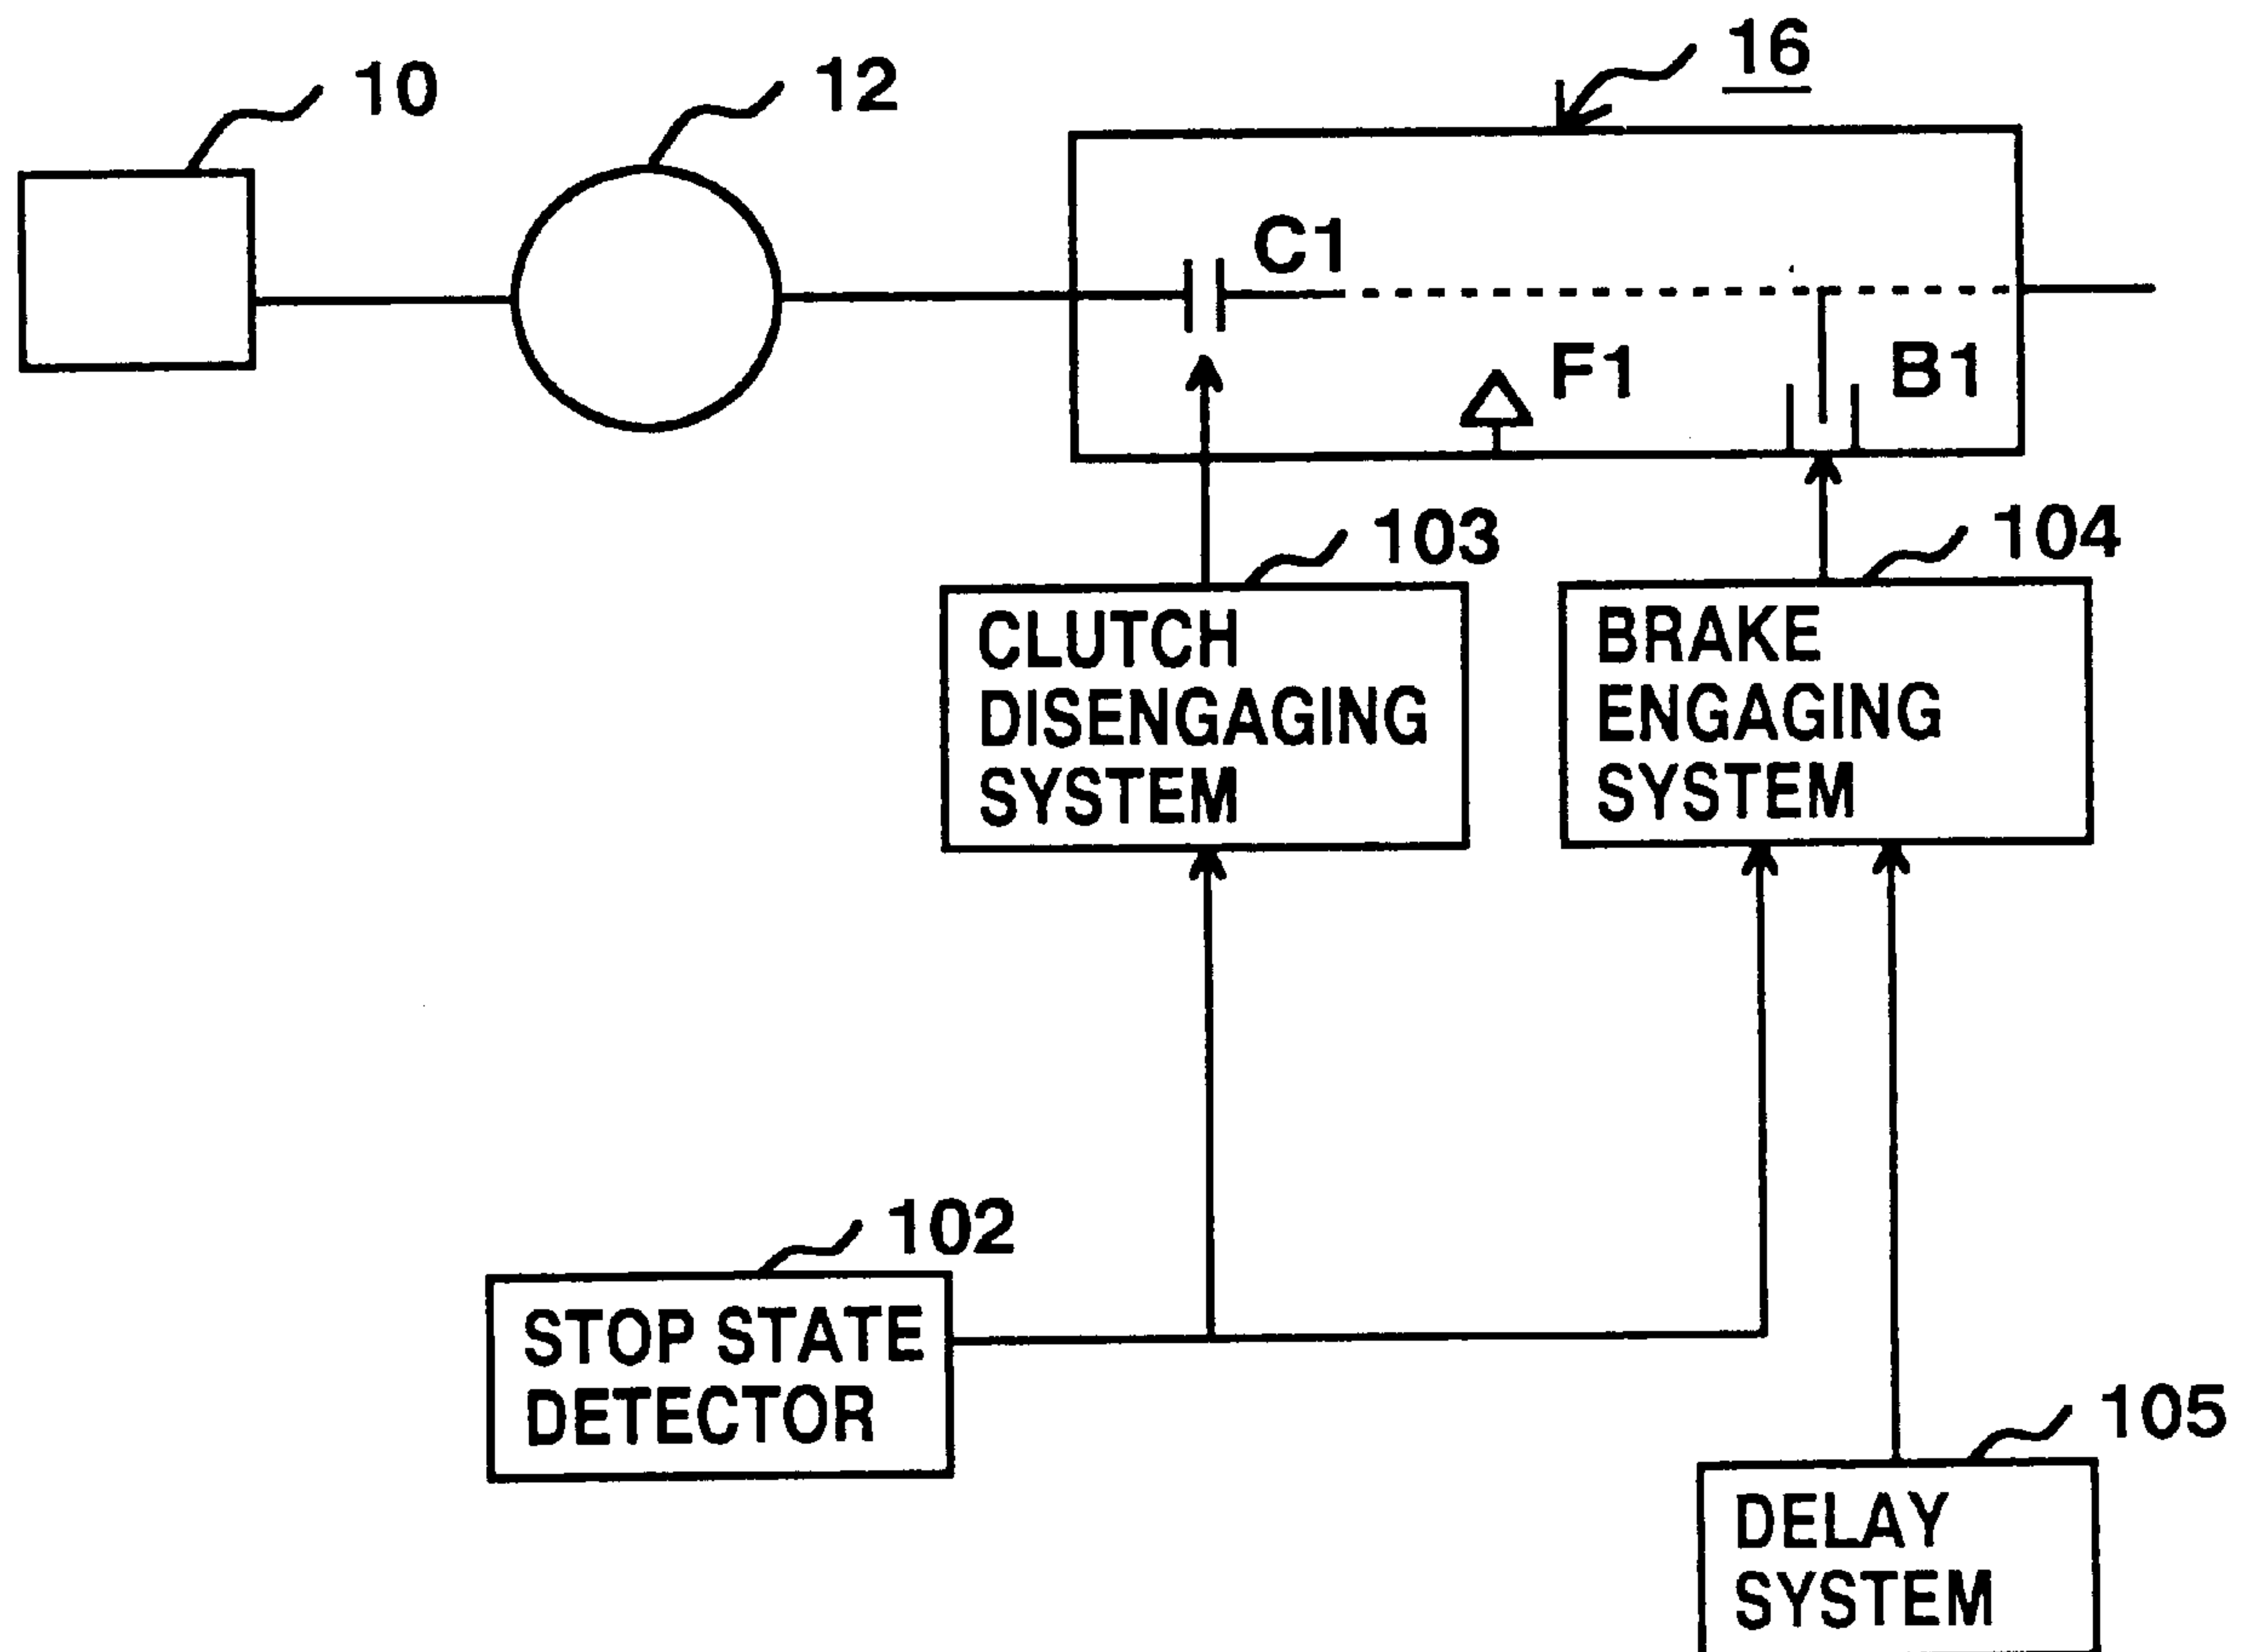 10
12
16
C1
F1
B1
103
104
CLUTCH
DISENGAGING
SYSTEM
BRAKE
ENGAGING
SYSTEM
102
STOP STATE
DETECTOR
105
DELAY
SYSTEM